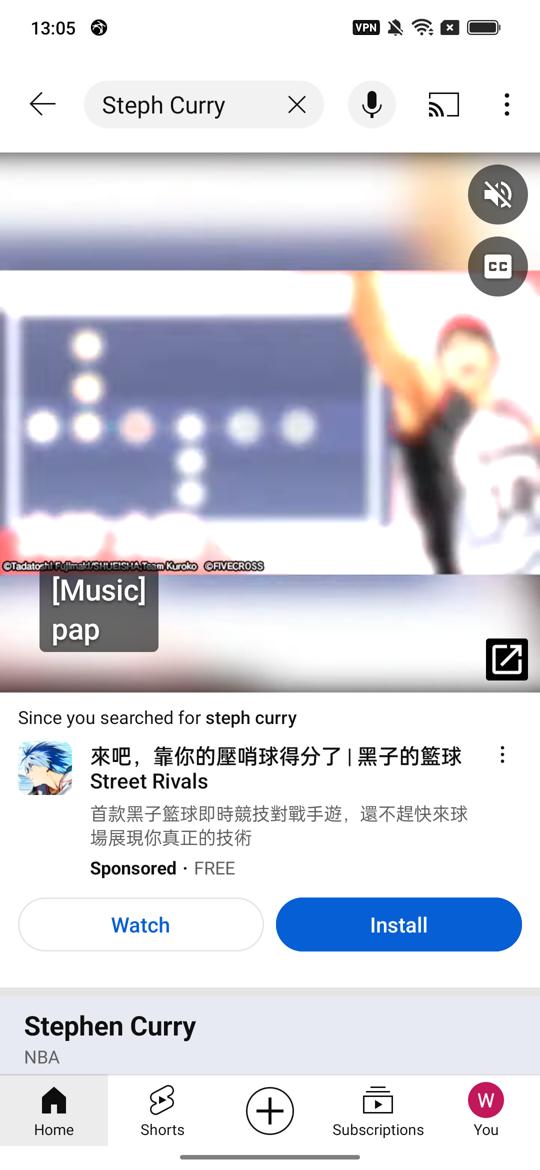 13:05
VPN
Steph Curry
CC
©Tadatoshi Fujimaki/SHUEISHA,Team Kuroko ©FIVECROSS
[Music]
pap
Since you searched for steph curry
來吧，靠你的壓哨球得分了 | 黑子的籃球
Street Rivals
首款黑子籃球即時競技對戰手遊，還不趕快來球
場展現你真正的技術
Sponsored · FREE
Watch
Install
Stephen Curry
NBA
Home
Shorts
Subscriptions
W
You